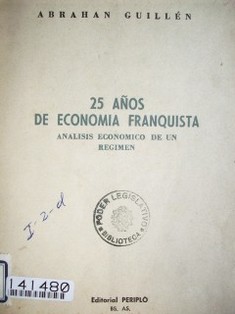 ABRAHAN GUILLÉN
25 AÑOS
DE ECONOMIA FRANQUISTA
ANALISIS ECONOMICO DE UN
REGIMEN
PODER LEGISLATIVO
BIBLIOTECA
I-2-d
141480
Editorial PERIPLO
BS. AS.